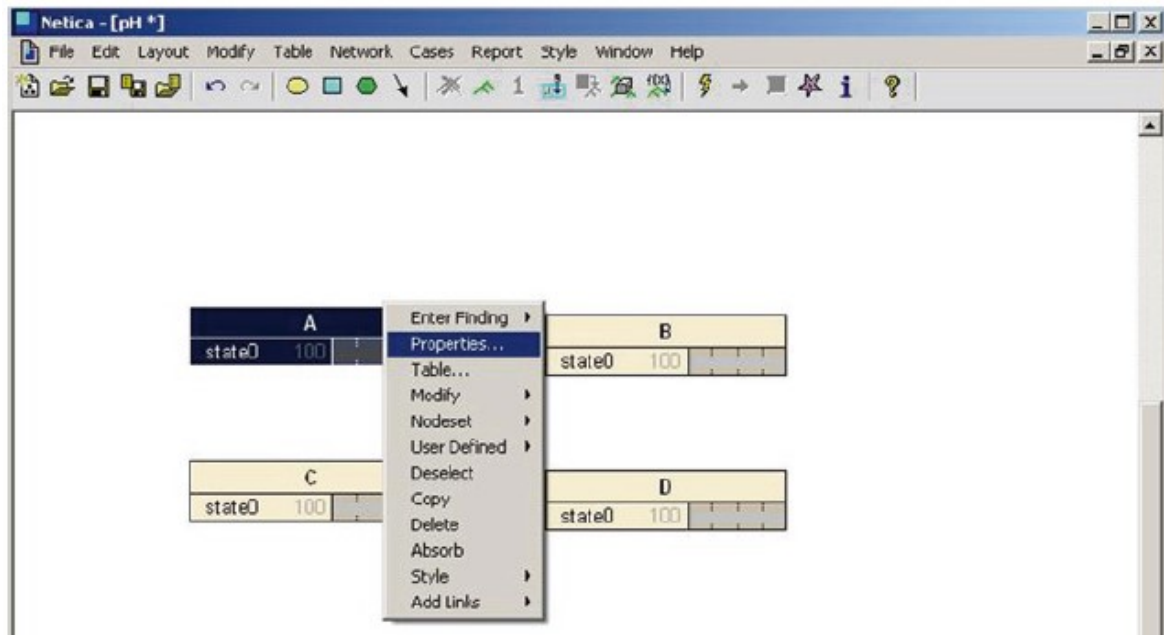 Netica - [pH *]
File Edit Layout Modify Table Network Cases Report Style Window Help
1 f(x) i ?
A
state0 100
B
state0 100
C
state0 100
D
state0 100
Enter Finding
Properties...
Table...
Modify
Nodeset
User Defined
Deselect
Copy
Delete
Absorb
Style
Add Links